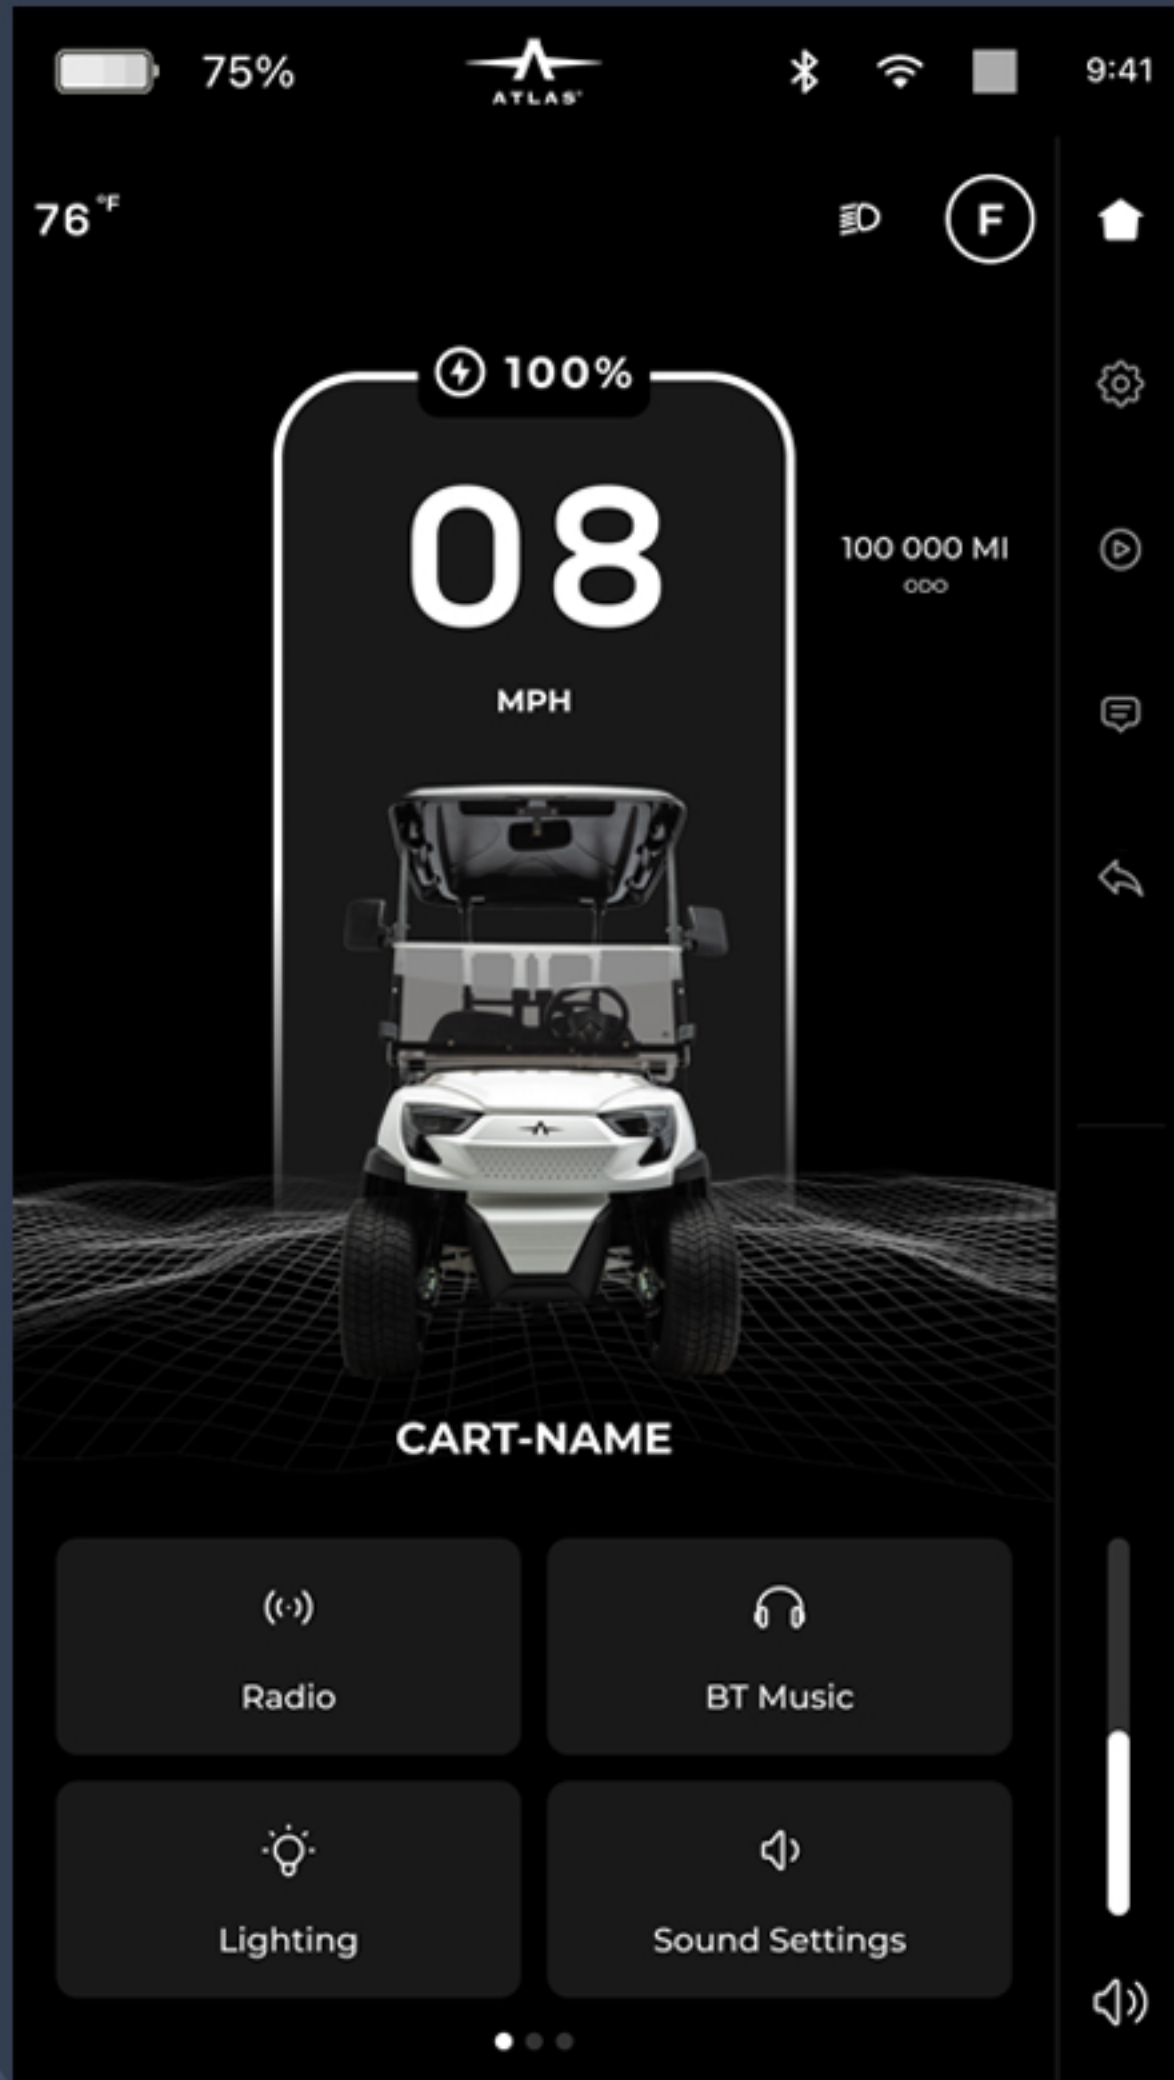 75%
ATLAS
9:41
76 °F
F
100%
08
MPH
100 000 MI
ODO
CART-NAME
Radio
BT Music
Lighting
Sound Settings